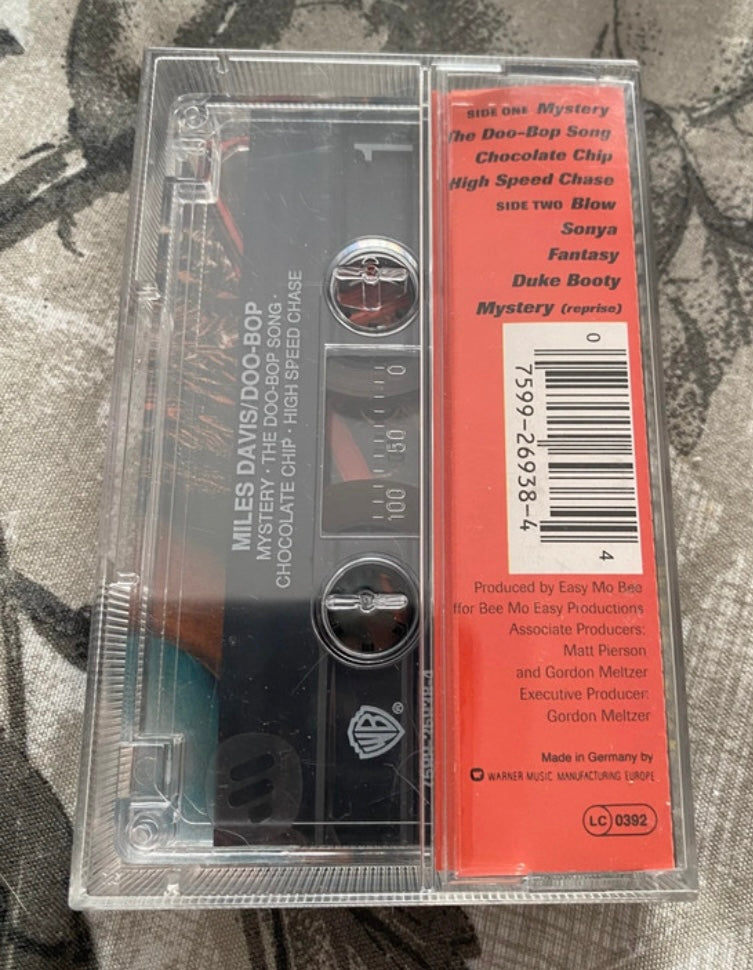 1
MILES DAVIS/DOO-BOP
MYSTERY · THE DOO-BOP SONG ·
CHOCOLATE CHIP · HIGH SPEED CHASE
0
50
100
WB®
SIDE ONE Mystery
The Doo-Bop Song
Chocolate Chip
High Speed Chase
SIDE TWO Blow
Sonya
Fantasy
Duke Booty
Mystery (reprise)
0
7599-26938-4
4
Produced by Easy Mo Bee
ffor Bee Mo Easy Productions
Associate Producers:
Matt Pierson
and Gordon Meltzer
Executive Producer:
Gordon Meltzer
Made in Germany by
WARNER MUSIC MANUFACTURING EUROPE
LC 0392